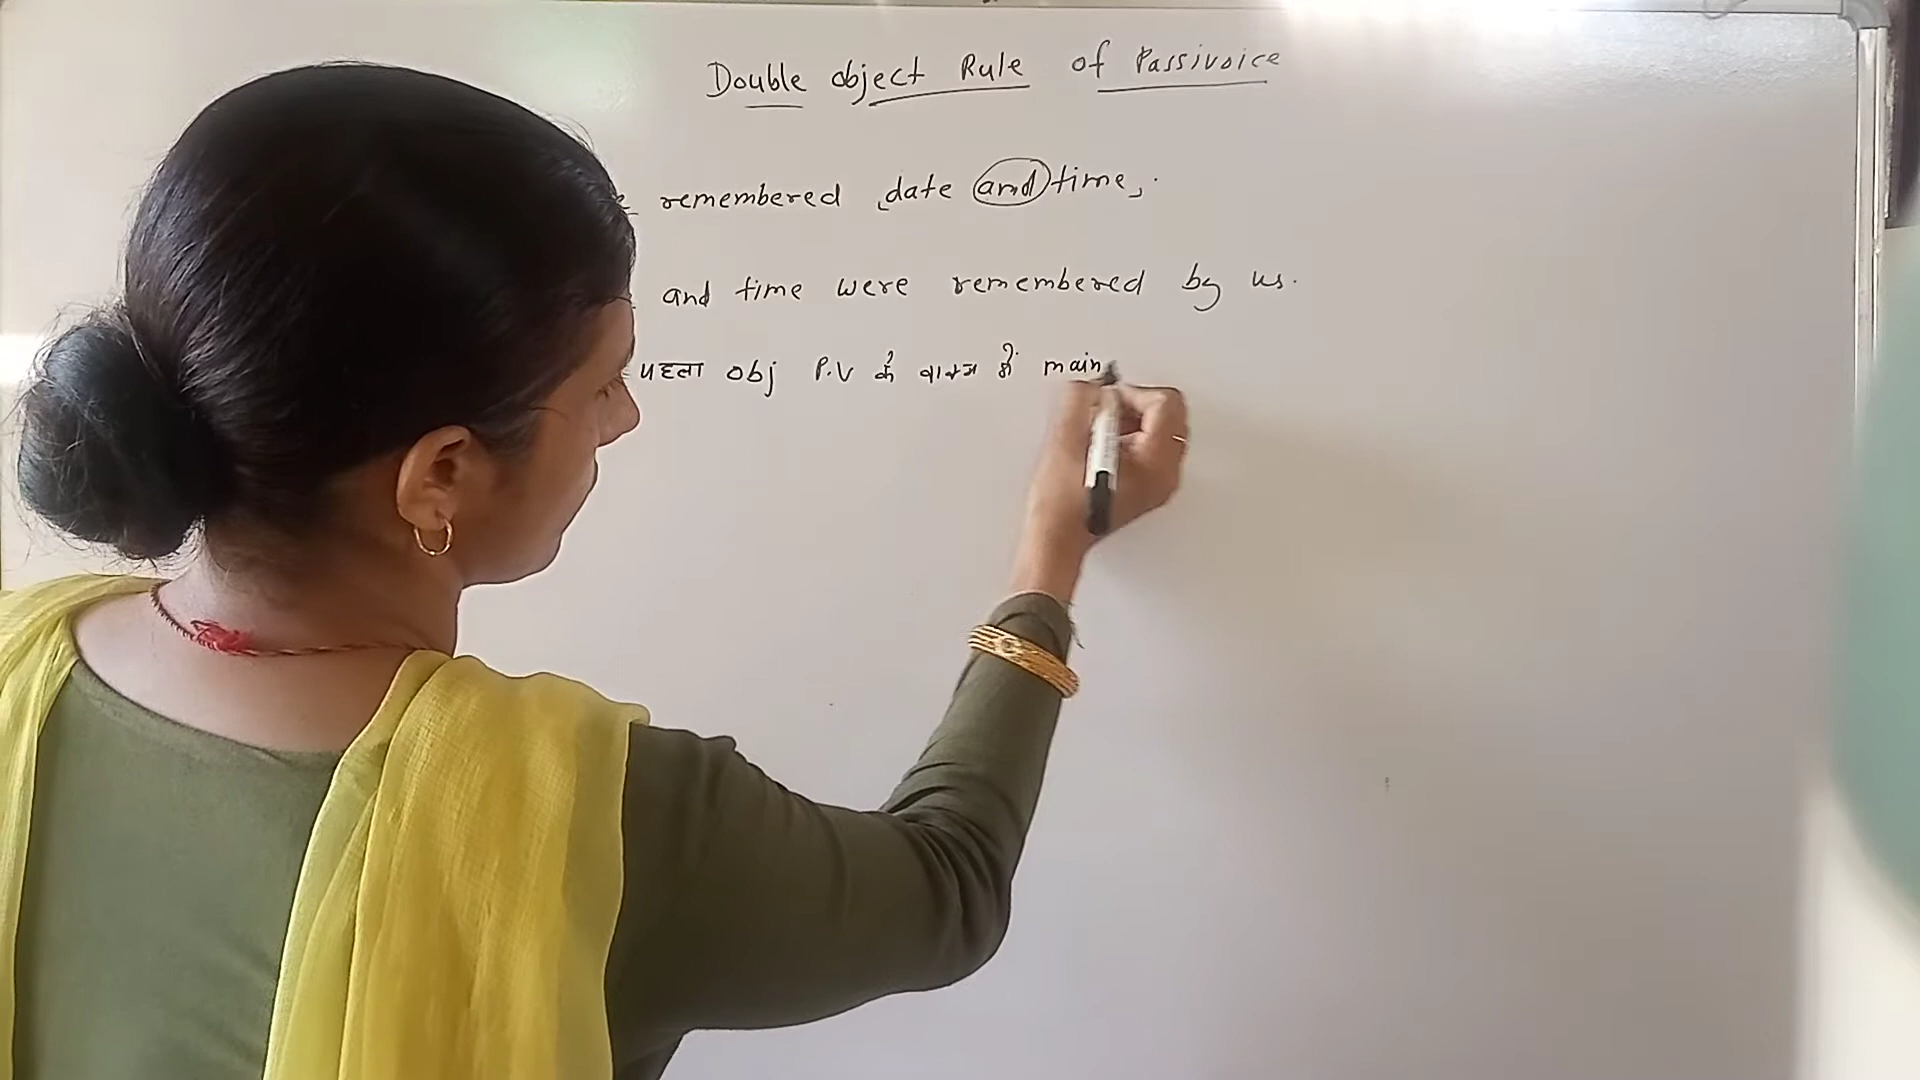 Double object Rule of Passivoice
remembered date and time.
and time were remembered by us.
पहला obj P.V के वाक्य में main